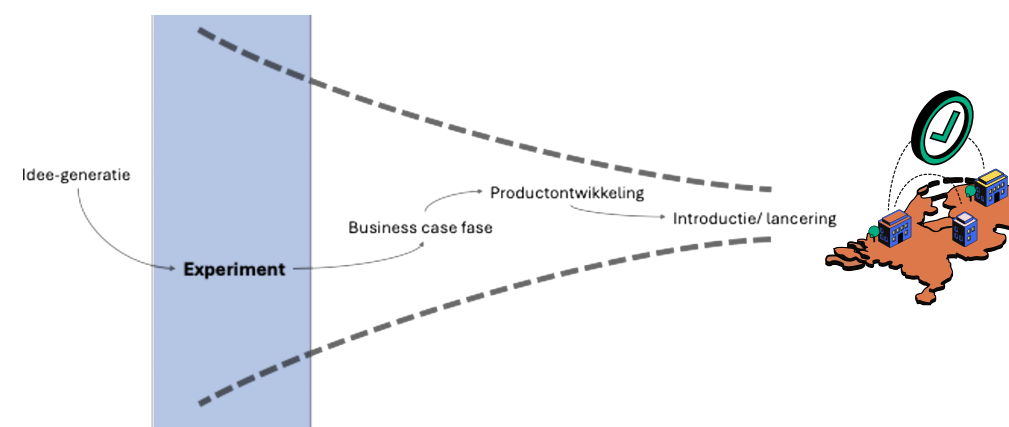 Idee-generatie
Experiment
Business case fase
Productontwikkeling
Introductie/ lancering